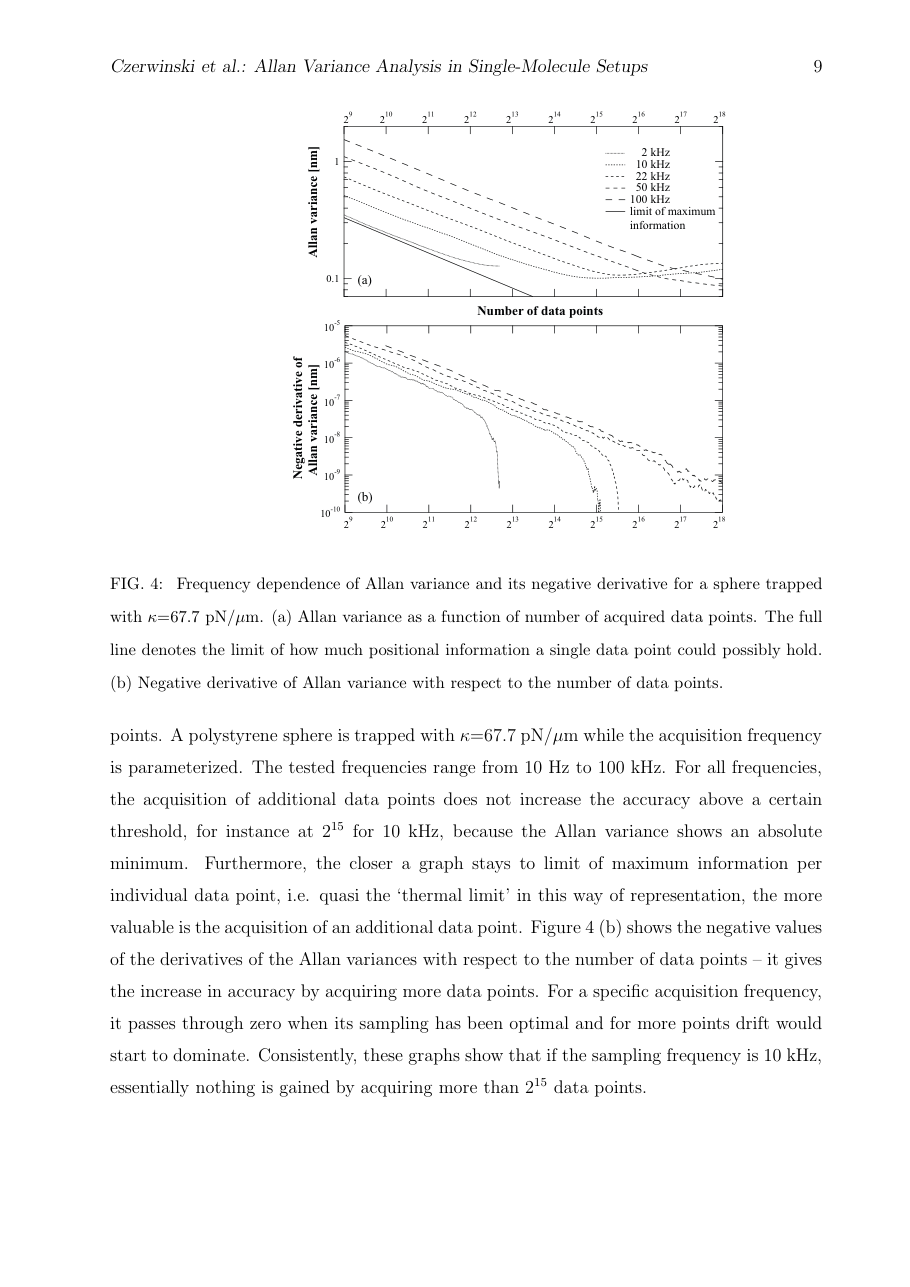 Czerwinski et al.: Allan Variance Analysis in Single-Molecule Setups 9
2^9 2^10 2^11 2^12 2^13 2^14 2^15 2^16 2^17 2^18
Allan variance [nm]
1
0.1
2 kHz
10 kHz
22 kHz
50 kHz
100 kHz
limit of maximum
information
(a)
Number of data points
Negative derivative of
Allan variance [nm]
10^-5
10^-6
10^-7
10^-8
10^-9
10^-10
(b)
2^9 2^10 2^11 2^12 2^13 2^14 2^15 2^16 2^17 2^18
FIG. 4: Frequency dependence of Allan variance and its negative derivative for a sphere trapped
with κ=67.7 pN/μm. (a) Allan variance as a function of number of acquired data points. The full
line denotes the limit of how much positional information a single data point could possibly hold.
(b) Negative derivative of Allan variance with respect to the number of data points.
points. A polystyrene sphere is trapped with κ=67.7 pN/μm while the acquisition frequency
is parameterized. The tested frequencies range from 10 Hz to 100 kHz. For all frequencies,
the acquisition of additional data points does not increase the accuracy above a certain
threshold, for instance at 2^15 for 10 kHz, because the Allan variance shows an absolute
minimum. Furthermore, the closer a graph stays to limit of maximum information per
individual data point, i.e. quasi the ‘thermal limit’ in this way of representation, the more
valuable is the acquisition of an additional data point. Figure 4 (b) shows the negative values
of the derivatives of the Allan variances with respect to the number of data points – it gives
the increase in accuracy by acquiring more data points. For a specific acquisition frequency,
it passes through zero when its sampling has been optimal and for more points drift would
start to dominate. Consistently, these graphs show that if the sampling frequency is 10 kHz,
essentially nothing is gained by acquiring more than 2^15 data points.